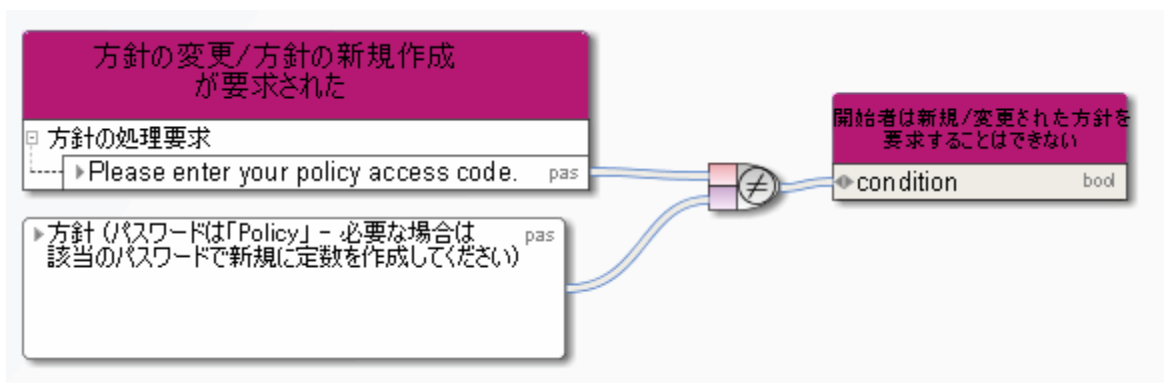 方針の変更/方針の新規作成
が要求された
方針の処理要求
Please enter your policy access code. pas
方針 (パスワードは「Policy」- 必要な場合は pas
該当のパスワードで新規に定数を作成してください)
≠
開始者は新規/変更された方針を
要求することはできない
condition bool